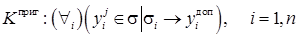 K^{приг} : (∀_i)(y_i^j ∈ σ | σ_i → y_i^{доп}), i = 1, n